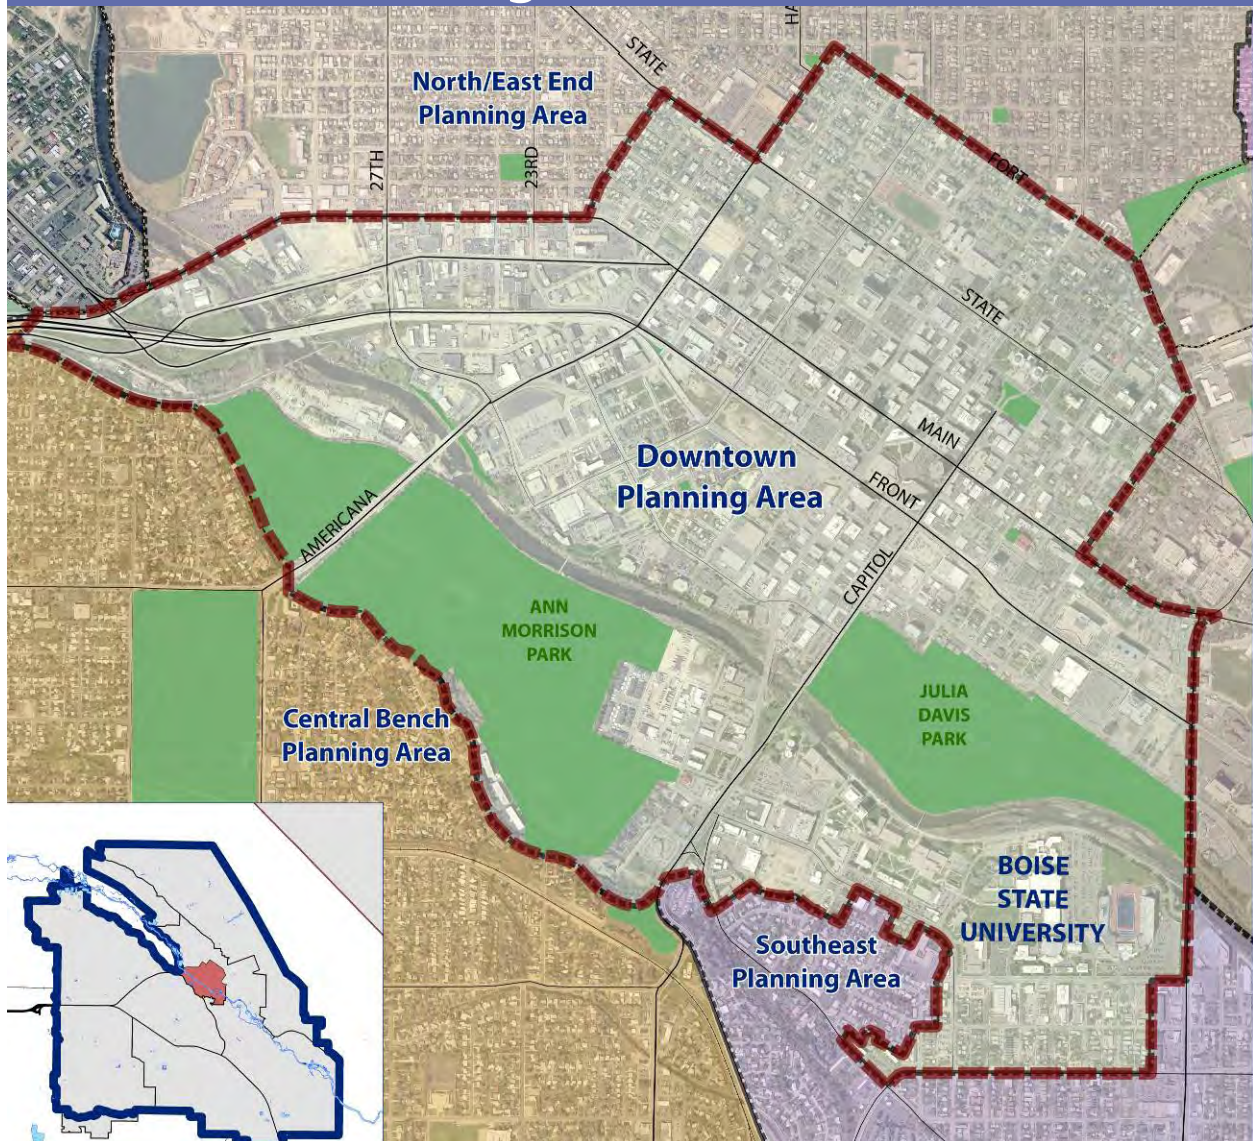 HA
STATE
North/East End
Planning Area
27TH
23RD
FORT
STATE
MAIN
Downtown
Planning Area
FRONT
AMERICANA
CAPITOL
ANN
MORRISON
PARK
JULIA
DAVIS
PARK
Central Bench
Planning Area
BOISE
STATE
UNIVERSITY
Southeast
Planning Area